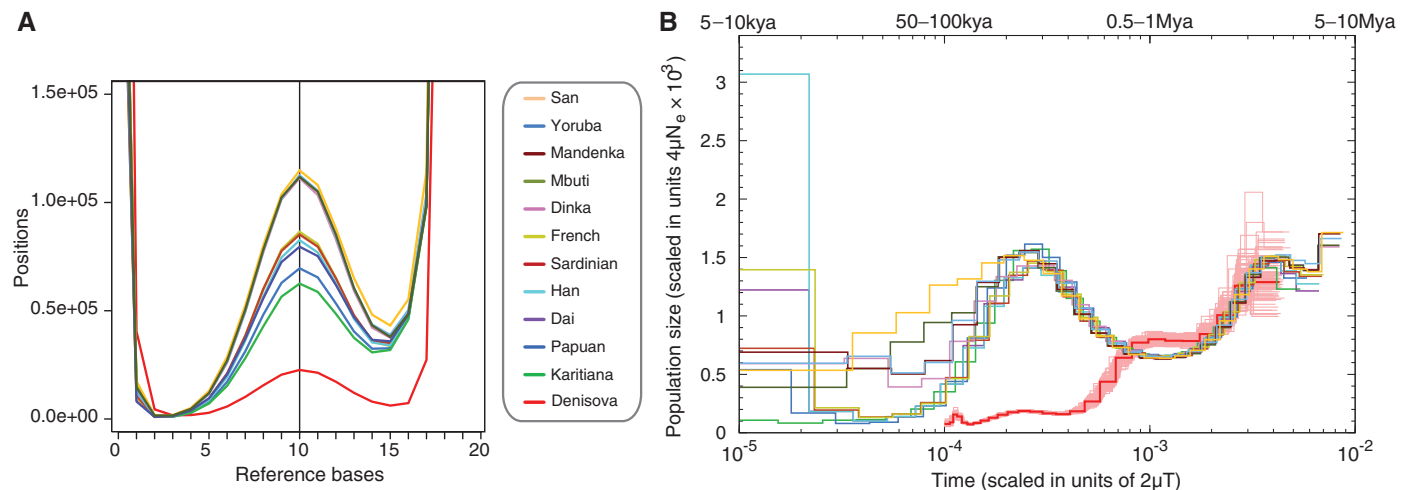 A
1.5e+05
1.0e+05
0.5e+05
0.0e+00
Positions
0 5 10 15 20
Reference bases
San
Yoruba
Mandenka
Mbuti
Dinka
French
Sardinian
Han
Dai
Papuan
Karitiana
Denisova
B
5–10kya 50–100kya 0.5–1Mya 5–10Mya
3
2.5
2
1.5
1
0.5
0
Population size (scaled in units 4μNe × 10³)
10⁻⁵ 10⁻⁴ 10⁻³ 10⁻²
Time (scaled in units of 2μT)